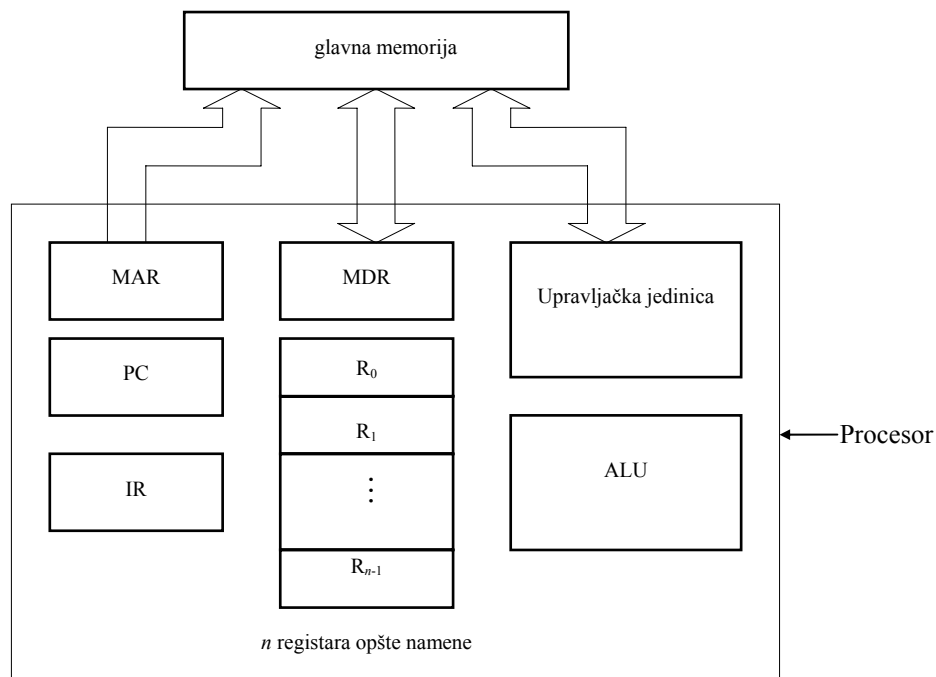 glavna memorija
MAR
MDR
Upravljačka jedinica
PC
R₀
R₁
Procesor
IR
⋮
ALU
Rₙ₋₁
n registara opšte namene